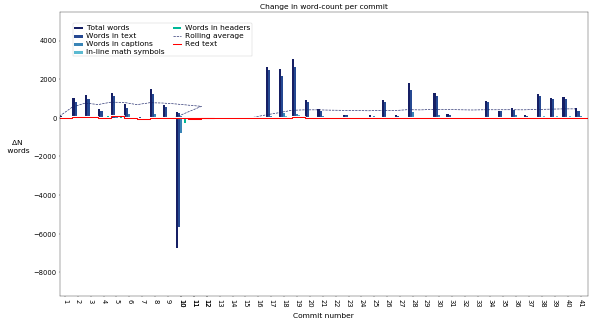 Change in word-count per commit
Total words
Words in text
Words in captions
in-line math symbols
Words in headers
Rolling average
Red text
4000
2000
0
−2000
−4000
−6000
−8000
ΔN
words
1 2 3 4 5 6 7 8 9 10 11 12 13 14 15 16 17 18 19 20 21 22 23 24 25 26 27 28 29 30 31 32 33 34 35 36 37 38 39 40 41
Commit number